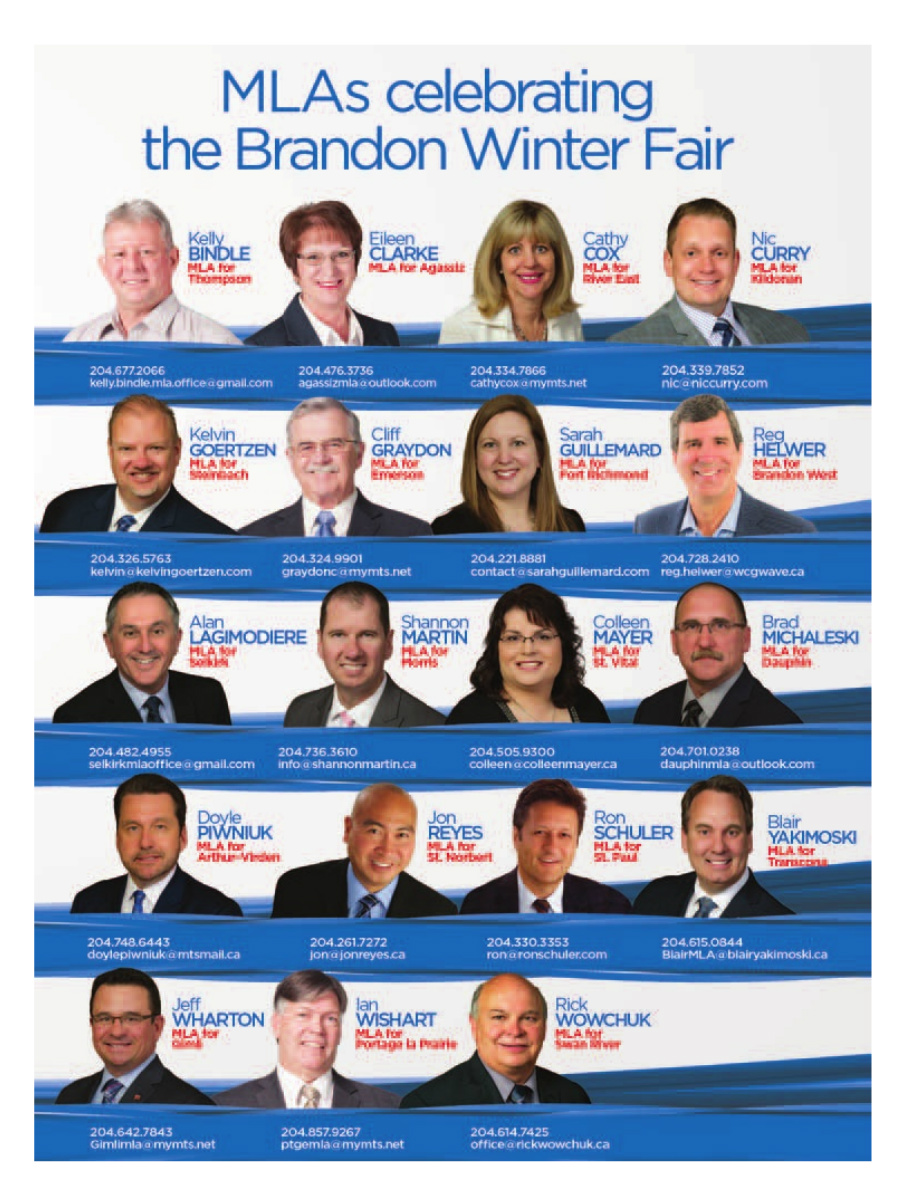 MLAs celebrating
the Brandon Winter Fair
Kelly
BINDLE
MLA for
Thompson
Eileen
CLARKE
MLA for Agassiz
Cathy
COX
MLA for
River East
Nic
CURRY
MLA for
Kildonan
204.677.2066
kelly.bindle.mla.office@gmail.com
204.476.3736
agassizmla@outlook.com
204.334.7866
cathycox@mymts.net
204.339.7852
nic@niccurry.com
Kelvin
GOERTZEN
MLA for
Steinbach
Cliff
GRAYDON
MLA for
Emerson
Sarah
GUILLEMARD
MLA for
Fort Richmond
Reg
HELWER
MLA for
Brandon West
204.326.5763
kelvin@kelvingoertzen.com
204.324.9901
graydonc@mymts.net
204.221.8881
contact@sarahguillemard.com
204.728.2410
reg.helwer@wcgwave.ca
Alan
LAGIMODIERE
MLA for
Selkirk
Shannon
MARTIN
MLA for
Morris
Colleen
MAYER
MLA for
St. Vital
Brad
MICHALESKI
MLA for
Dauphin
204.482.4955
selkirkmlaoffice@gmail.com
204.736.3610
info@shannonmartin.ca
204.505.9300
colleen@colleenmayer.ca
204.701.0238
dauphinmla@outlook.com
Doyle
PIWNIUK
MLA for
Arthur-Virden
Jon
REYES
MLA for
St. Norbert
Ron
SCHULER
MLA for
St. Paul
Blair
YAKIMOSKI
MLA for
Transcona
204.748.6443
doylepiwniuk@mtsmail.ca
204.261.7272
jon@jonreyes.ca
204.330.3353
ron@ronschuler.com
204.615.0844
BlairMLA@blairyakimoski.ca
Jeff
WHARTON
MLA for
Gimli
Ian
WISHART
MLA for
Portage la Prairie
Rick
WOWCHUK
MLA for
Swan River
204.642.7843
Gimlimla@mymts.net
204.857.9267
ptgemla@mymts.net
204.614.7425
office@rickwowchuk.ca